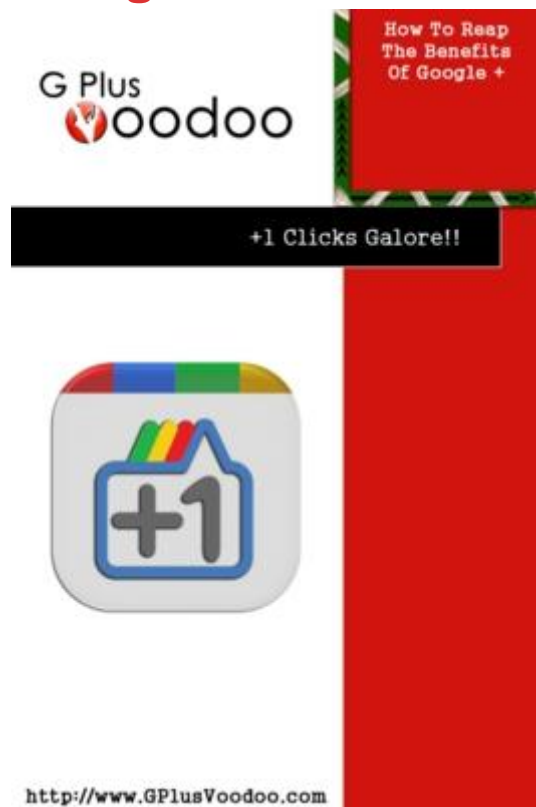 How To Reap
The Benefits
Of Google +
G Plus
Voodoo
+1 Clicks Galore!!
+1
http://www.GPlusVoodoo.com